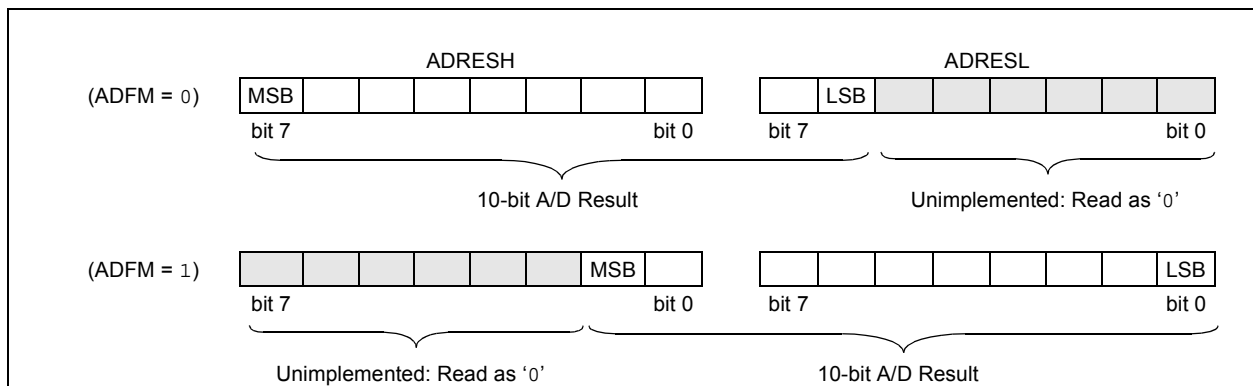 ADRESH ADRESL
(ADFM = 0) MSB LSB
bit 7 bit 0 bit 7 bit 0
10-bit A/D Result Unimplemented: Read as ‘0’
(ADFM = 1) MSB LSB
bit 7 bit 0 bit 7 bit 0
Unimplemented: Read as ‘0’ 10-bit A/D Result